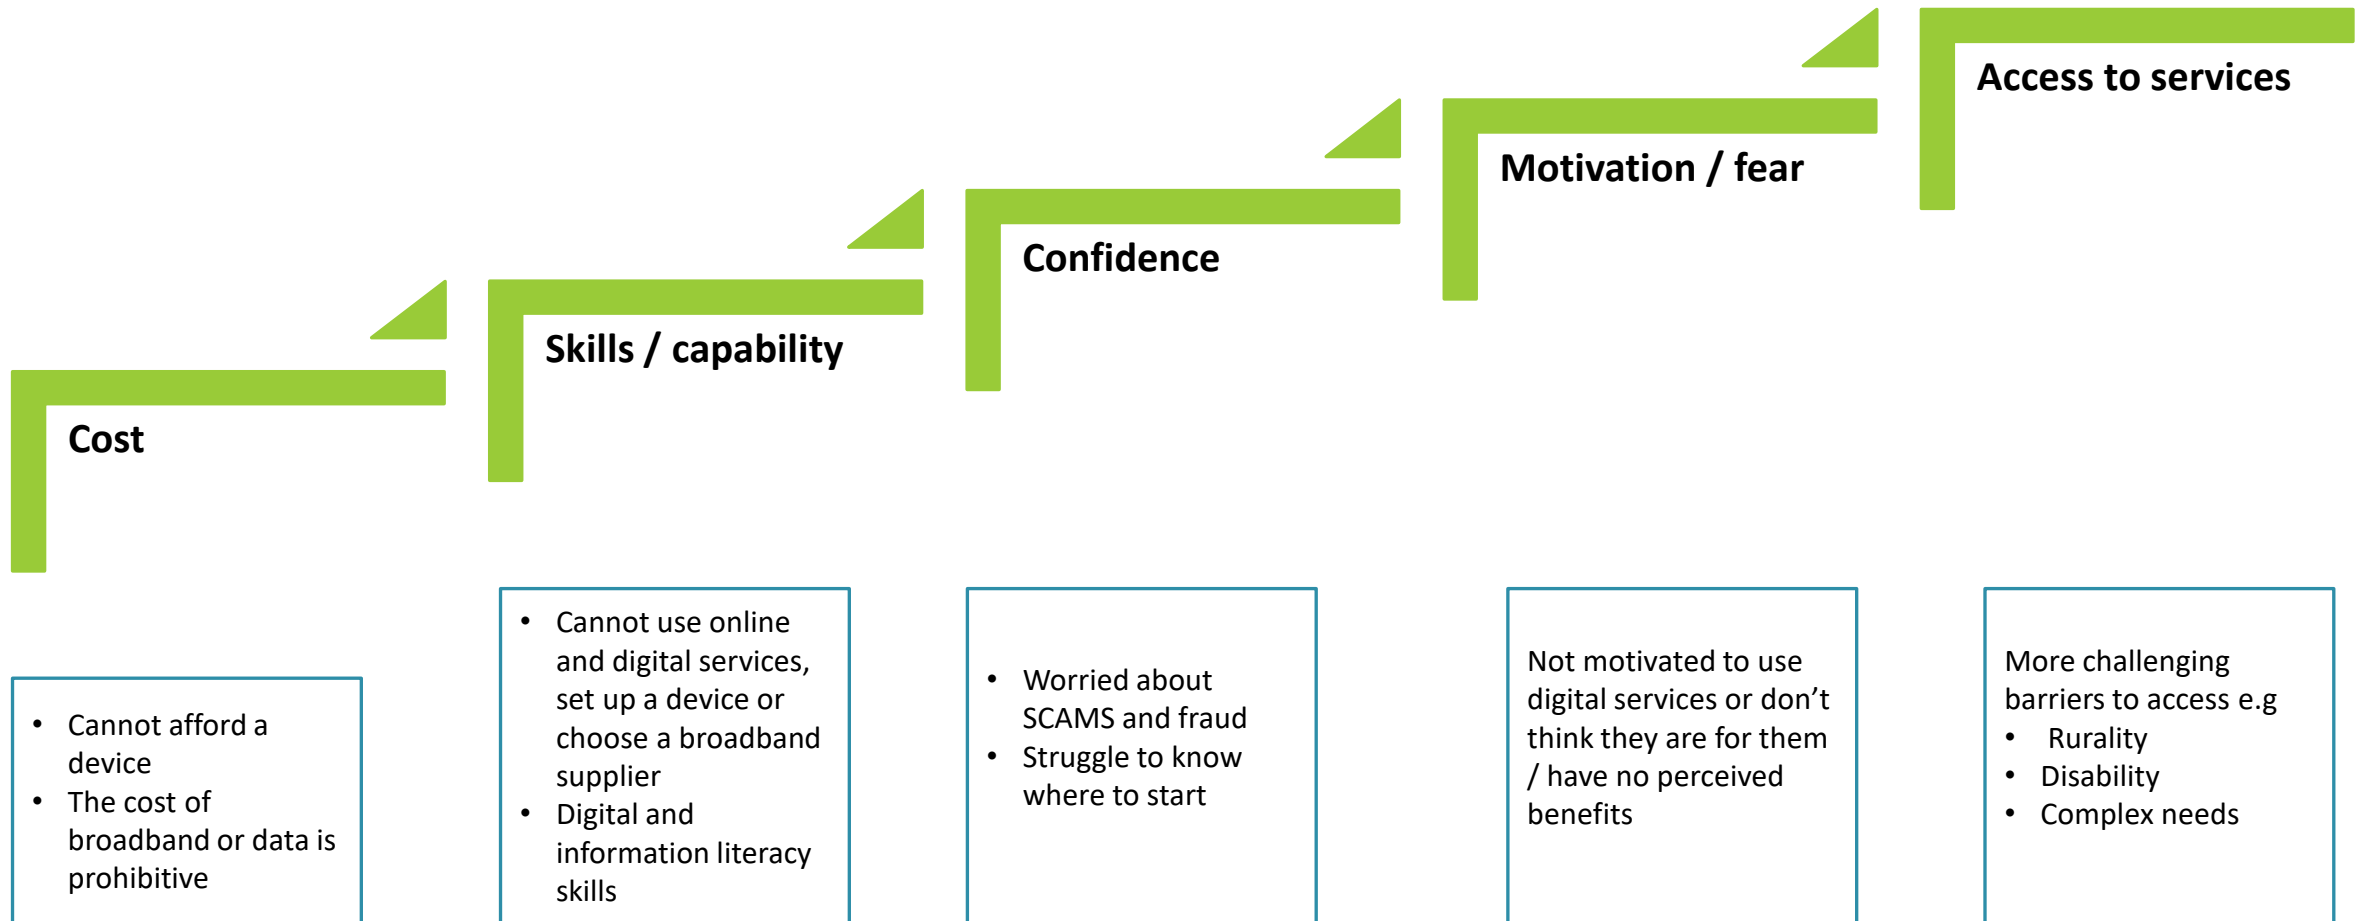 Access to services
Motivation / fear
Confidence
Skills / capability
Cost
• Cannot afford a
device
• The cost of
broadband or data is
prohibitive
• Cannot use online
and digital services,
set up a device or
choose a broadband
supplier
• Digital and
information literacy
skills
• Worried about
SCAMS and fraud
• Struggle to know
where to start
Not motivated to use
digital services or don’t
think they are for them
/ have no perceived
benefits
More challenging
barriers to access e.g
• Rurality
• Disability
• Complex needs